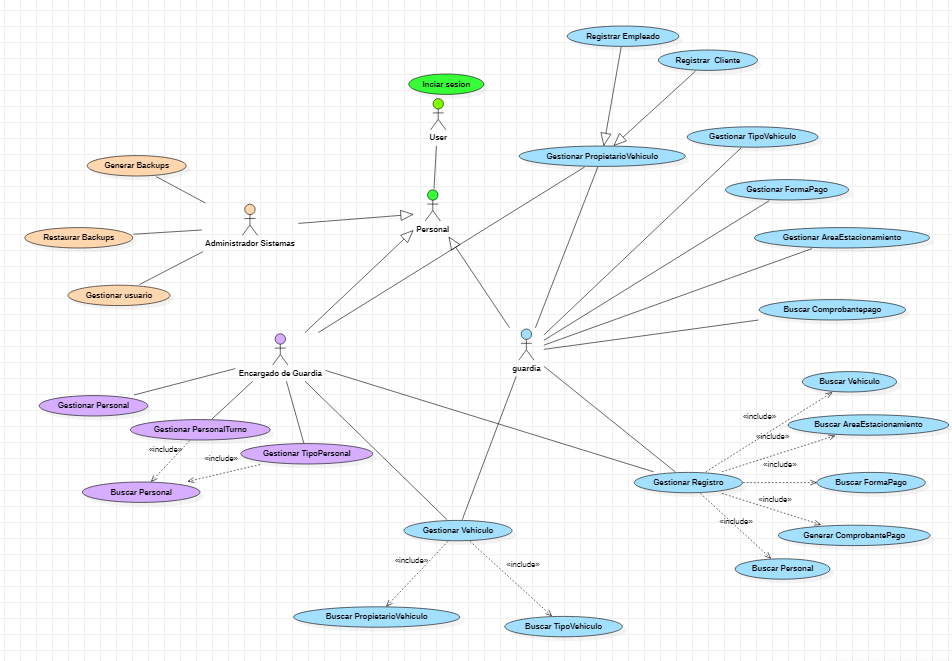 Registrar Empleado
Registrar Cliente
Inciar sesion
User
Gestionar TipoVehiculo
Gestionar PropietarioVehiculo
Generar Backups
Gestionar FormaPago
Administrador Sistemas
Personal
Restaurar Backups
Gestionar AreaEstacionamiento
Gestionar usuario
Buscar Comprobantepago
Encargado de Guardia
guardia
Buscar Vehiculo
Gestionar Personal
«include»
Buscar AreaEstacionamiento
Gestionar PersonalTurno
«include»
«include»
Gestionar TipoPersonal
«include»
«include»
Gestionar Registro
Buscar FormaPago
Buscar Personal
«include»
«include»
Gestionar Vehiculo
Generar ComprobantePago
«include»
«include»
Buscar Personal
Buscar PropietarioVehiculo
Buscar TipoVehiculo